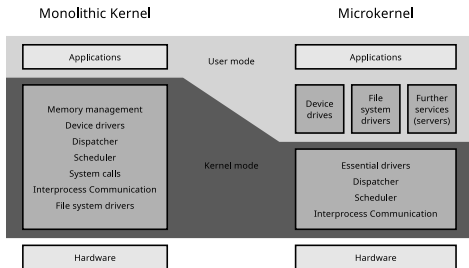 Monolithic Kernel
Microkernel
Applications
User mode
Applications
Memory management
Device drivers
Dispatcher
Scheduler
System calls
Interprocess Communication
File system drivers
Kernel mode
Device
drives
File
system
drivers
Further
services
(servers)
Essential drivers
Dispatcher
Scheduler
Interprocess Communication
Hardware
Hardware